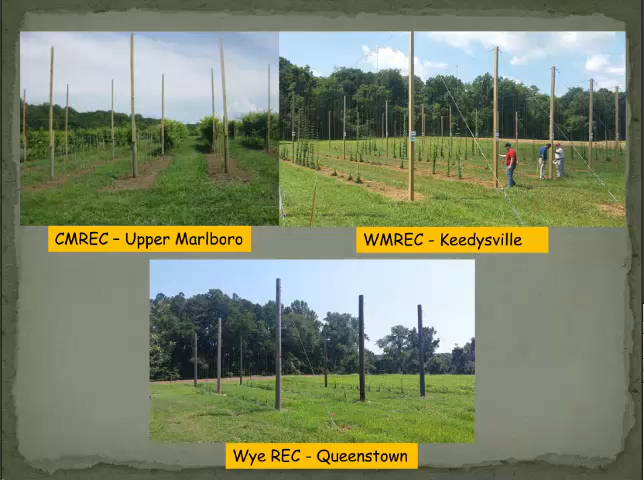 CMREC – Upper Marlboro
WMREC - Keedysville
Wye REC - Queenstown